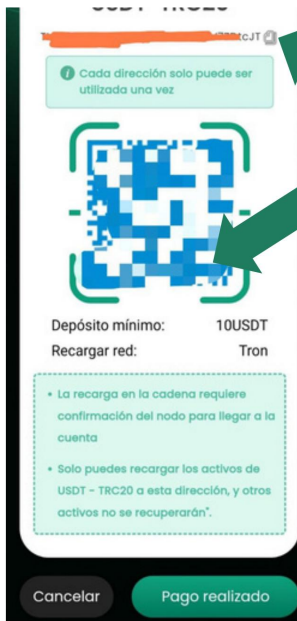 USDT TRC20
Cada dirección solo puede ser
utilizada una vez
Depósito mínimo: 10USDT
Recargar red: Tron
• La recarga en la cadena requiere
confirmación del nodo para llegar a la
cuenta
• Solo puedes recargar los activos de
USDT - TRC20 a esta dirección, y otros
activos no se recuperarán".
Cancelar Pago realizado